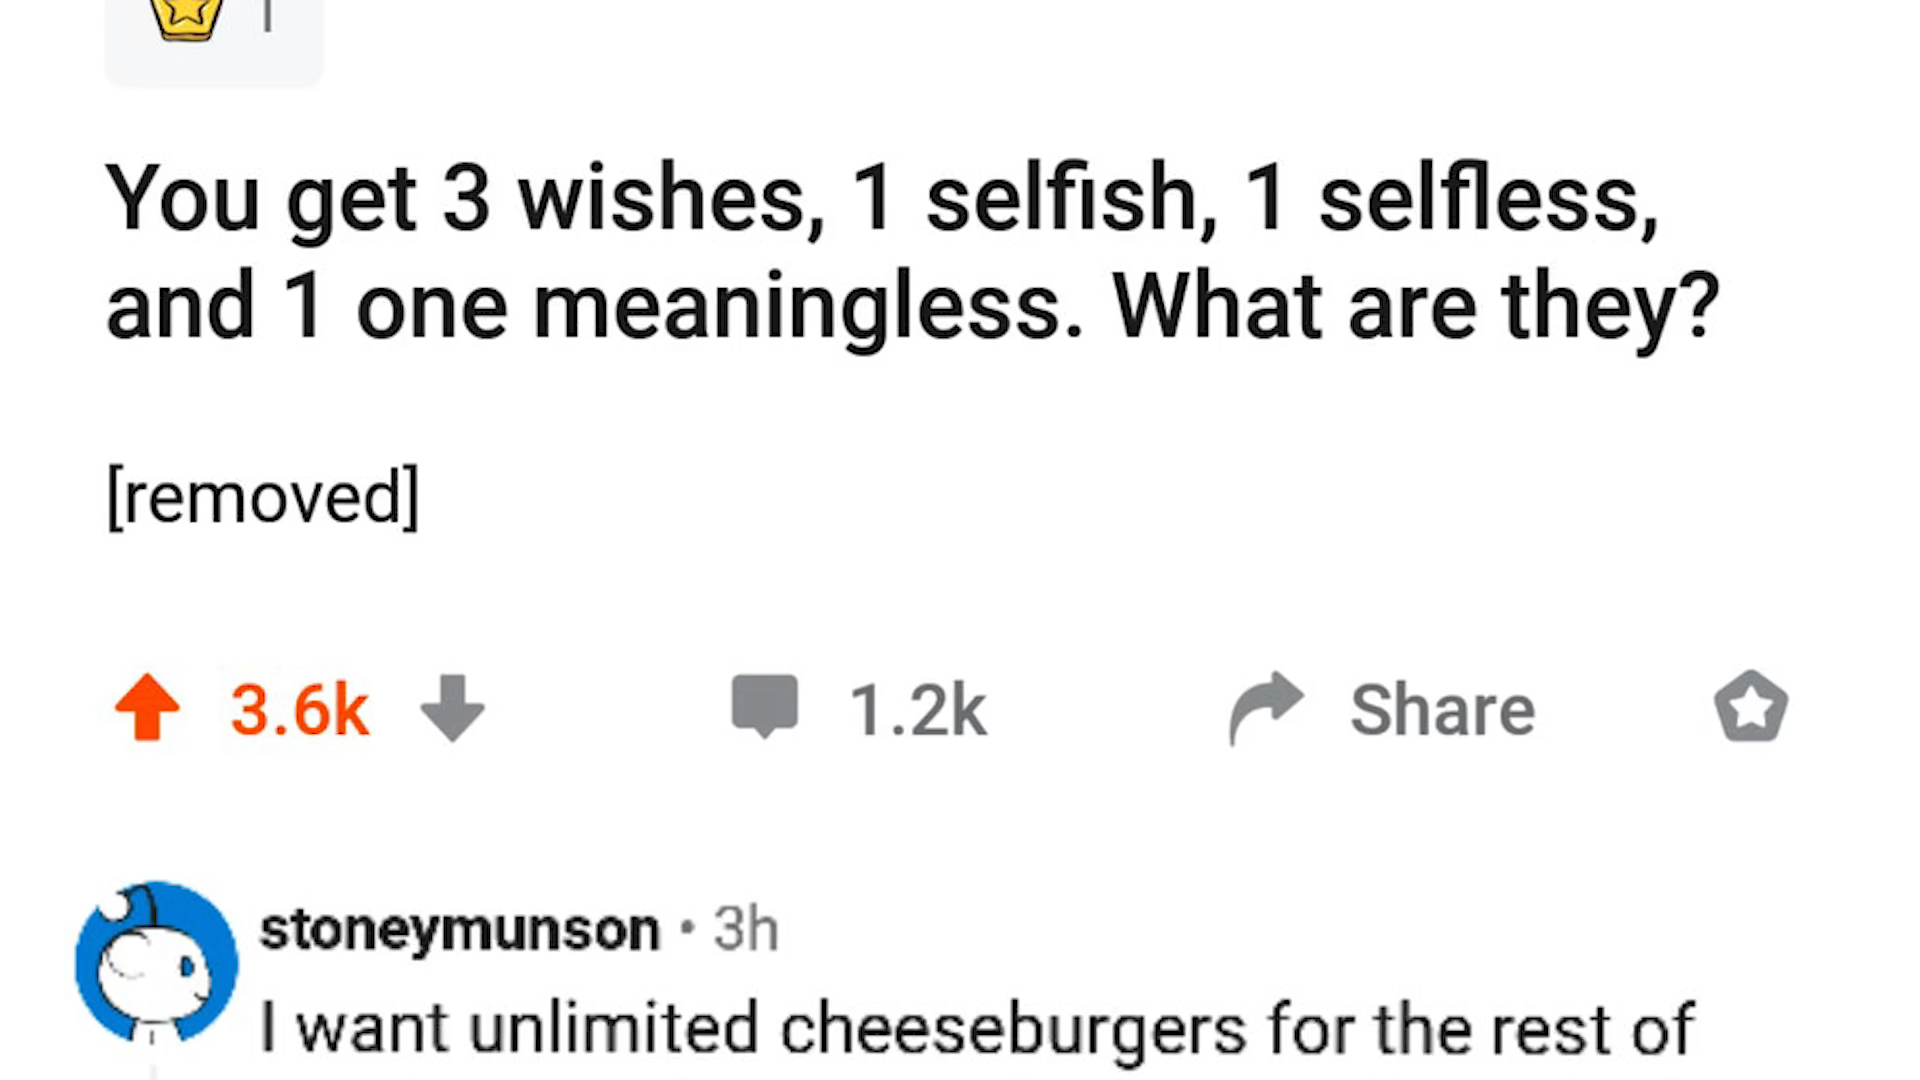 1
You get 3 wishes, 1 selfish, 1 selfless,
and 1 one meaningless. What are they?
[removed]
3.6k 1.2k Share
stoneymunson • 3h
I want unlimited cheeseburgers for the rest of